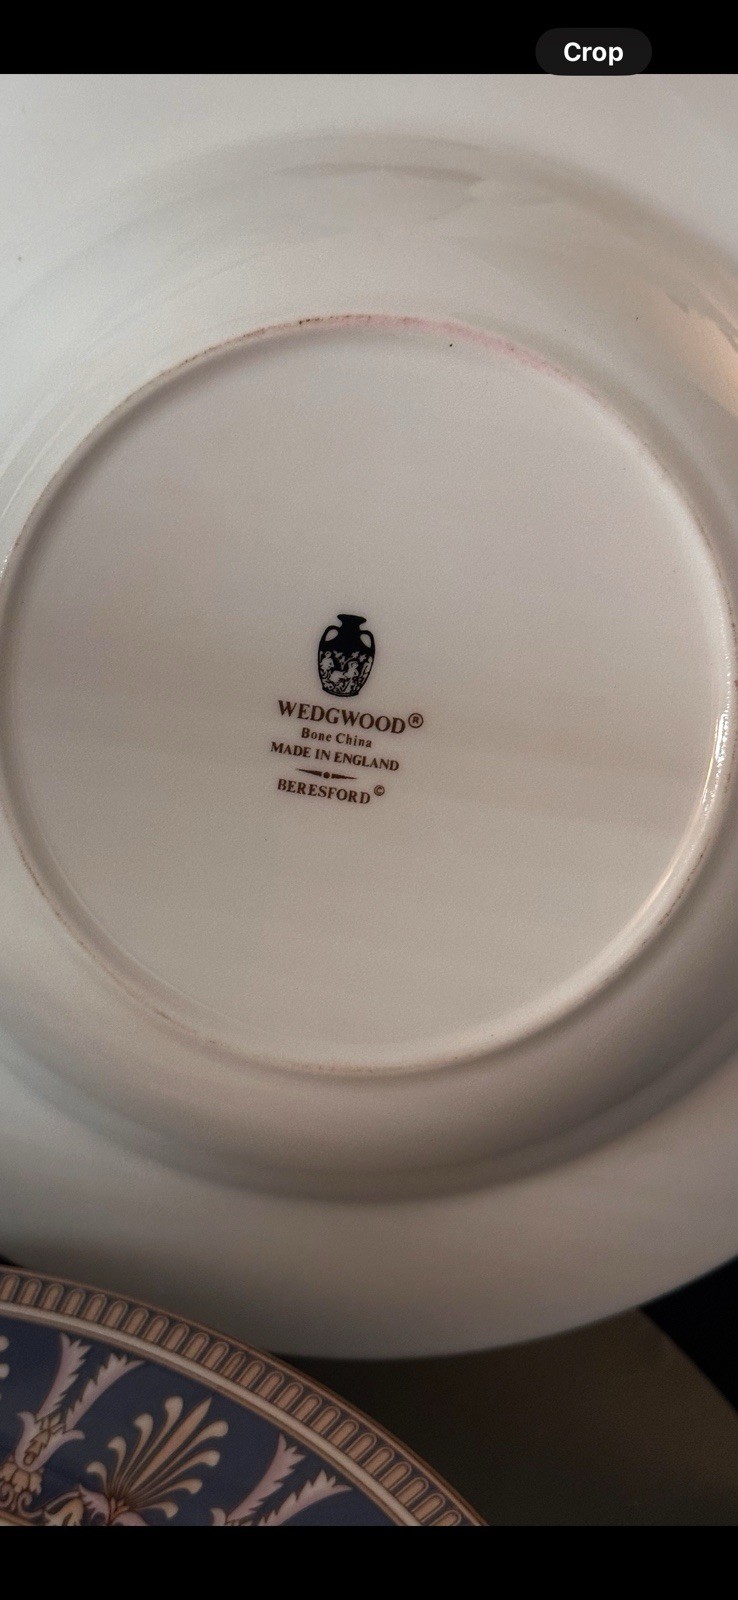 Crop
WEDGWOOD®
Bone China
MADE IN ENGLAND
BERESFORD©